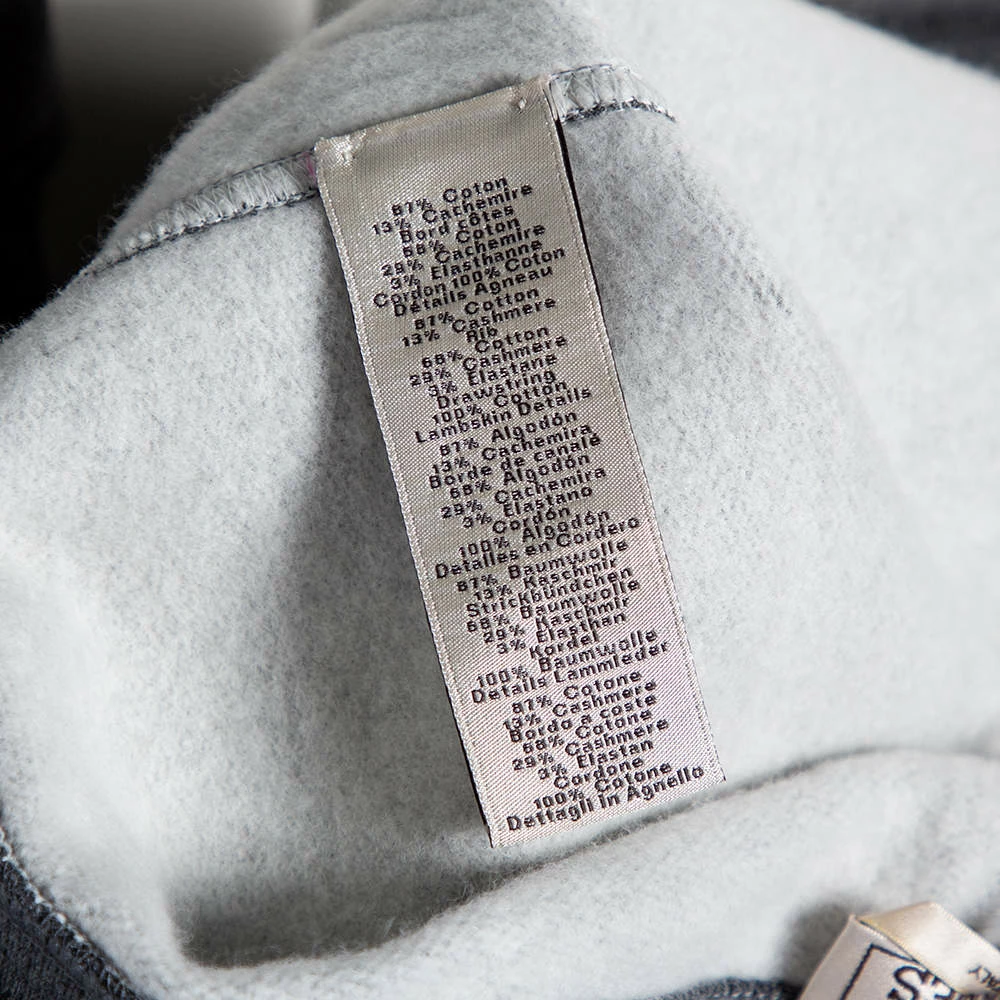 87% Coton
13% Cachemire
Bord côtes
68% Coton
29% Cachemire
3% Elasthanne
Cordon 100% Coton
Détails Agneau
87% Cotton
13% Cashmere
Rib
68% Cotton
29% Cashmere
3% Elastane
Drawstring
100% Cotton
Lambskin Details
87% Algodón
13% Cachemira
Borde de canalé
68% Algodón
29% Cachemira
3% Elastano
Cordón
100% Algodón
Detalles en Cordero
87% Baumwolle
13% Kaschmir
Strickbündchen
68% Baumwolle
29% Kaschmir
3% Elasthan
Kordel
100% Baumwolle
Details Lammleder
87% Cotone
13% Cashmere
Bordo a coste
68% Cotone
29% Cashmere
3% Elastan
Cordone
100% Cotone
Dettagli in Agnello